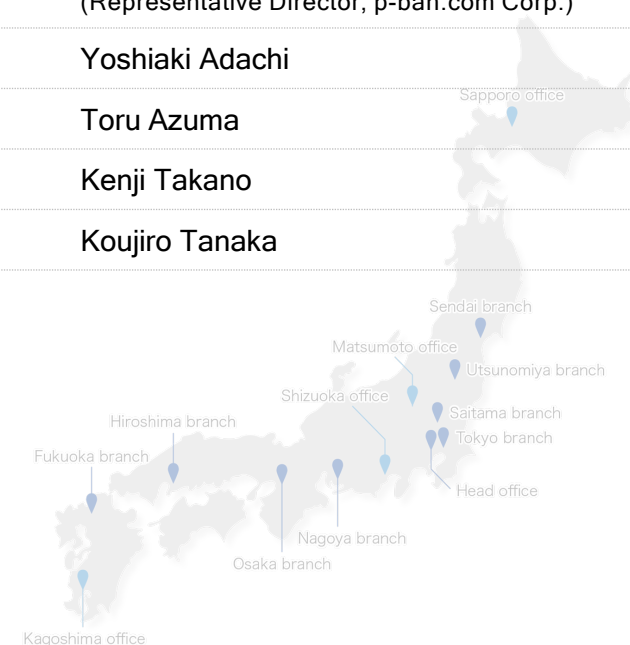 (Representative Director, p-ban.com Corp.)
Yoshiaki Adachi
Toru Azuma
Kenji Takano
Koujiro Tanaka
Sapporo office
Sendai branch
Matsumoto office
Utsunomiya branch
Shizuoka office
Saitama branch
Hiroshima branch
Tokyo branch
Fukuoka branch
Head office
Nagoya branch
Osaka branch
Kagoshima office